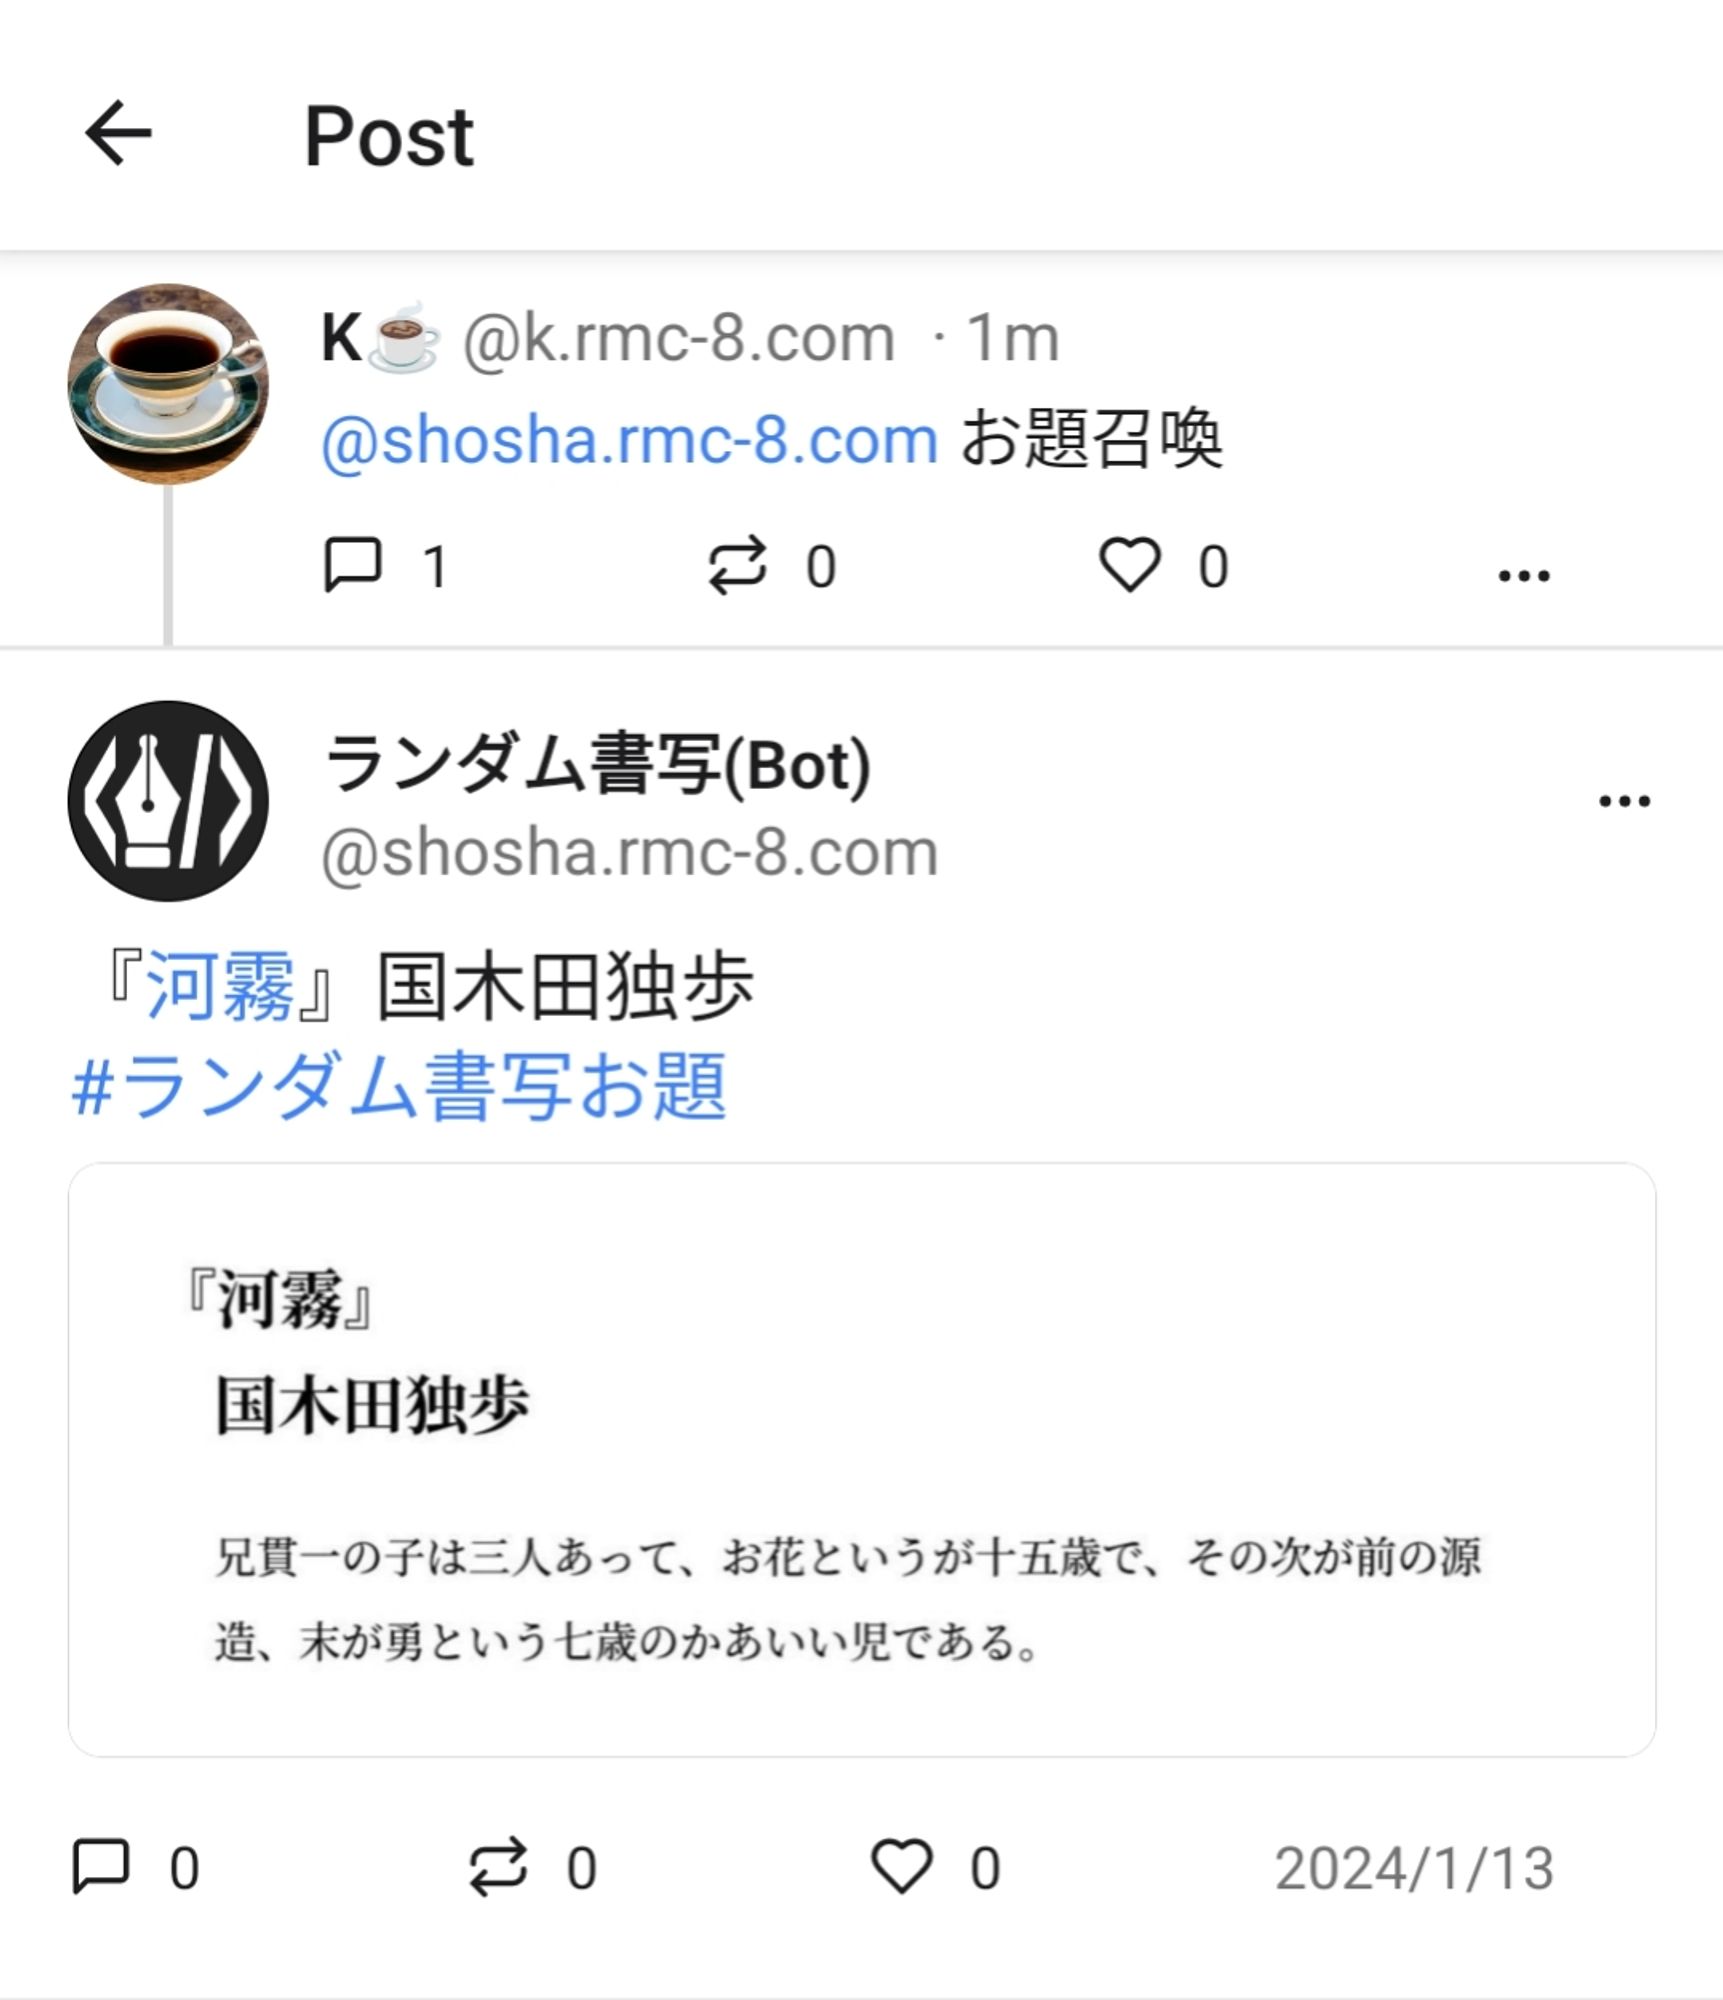 Post
K☕ @k.rmc-8.com · 1m
@shosha.rmc-8.com お題召喚
1 0 0
ランダム書写(Bot)
@shosha.rmc-8.com
『河霧』国木田独歩
#ランダム書写お題
『河霧』
国木田独歩
兄貫一の子は三人あって、お花というが十五歳で、その次が前の源
造、末が勇という七歳のかあいい児である。
0 0 0 2024/1/13